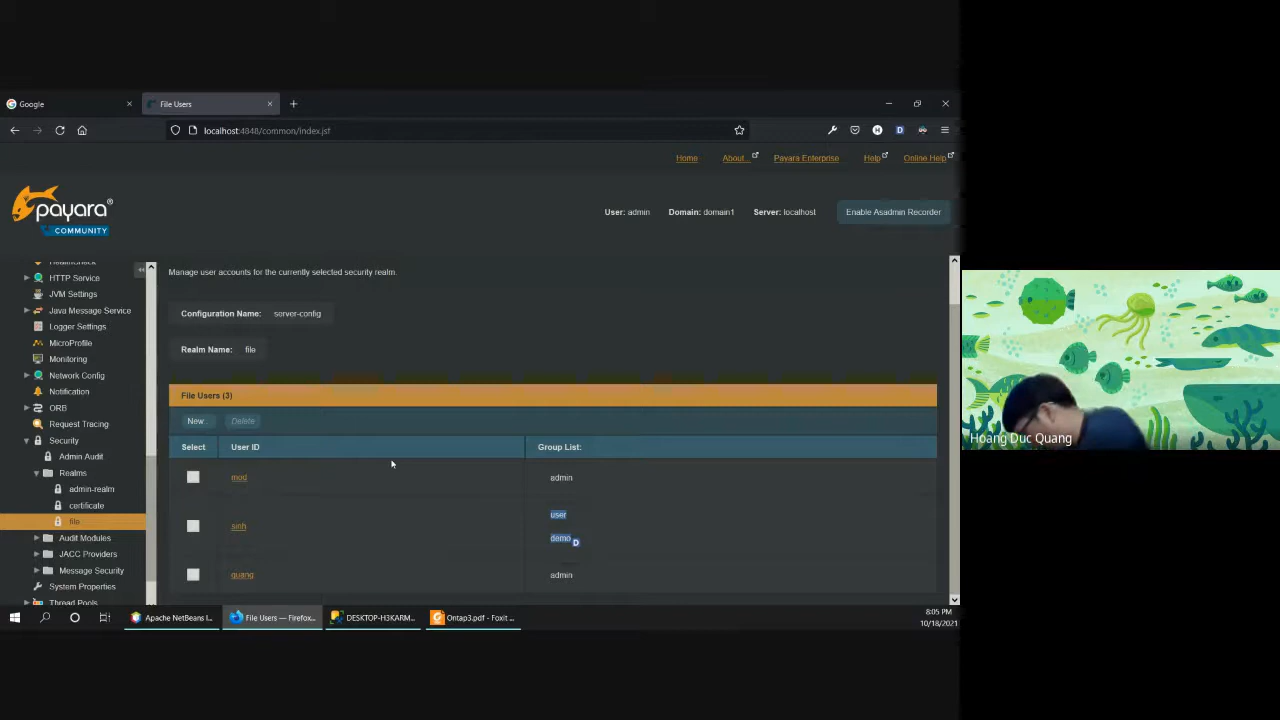 Google
File Users
localhost:4848/common/index.jsf
Home
About...
Payara Enterprise
Help
Online Help
payara®
COMMUNITY
User: admin
Domain: domain1
Server: localhost
Enable Asadmin Recorder
HealthCheck
HTTP Service
JVM Settings
Java Message Service
Logger Settings
MicroProfile
Monitoring
Network Config
Notification
ORB
Request Tracing
Security
Admin Audit
Realms
admin-realm
certificate
file
Audit Modules
JACC Providers
Message Security
System Properties
Thread Pools
Manage user accounts for the currently selected security realm.
Configuration Name: server-config
Realm Name: file
File Users (3)
New...
Delete
Select User ID Group List:
mod admin
sinh user
demo
quang admin
D
H
D
Hoang Duc Quang
Apache NetBeans I...
File Users — Firefox...
DESKTOP-H3KARM...
Ontap3.pdf - Foxit ...
8:05 PM
10/18/2021